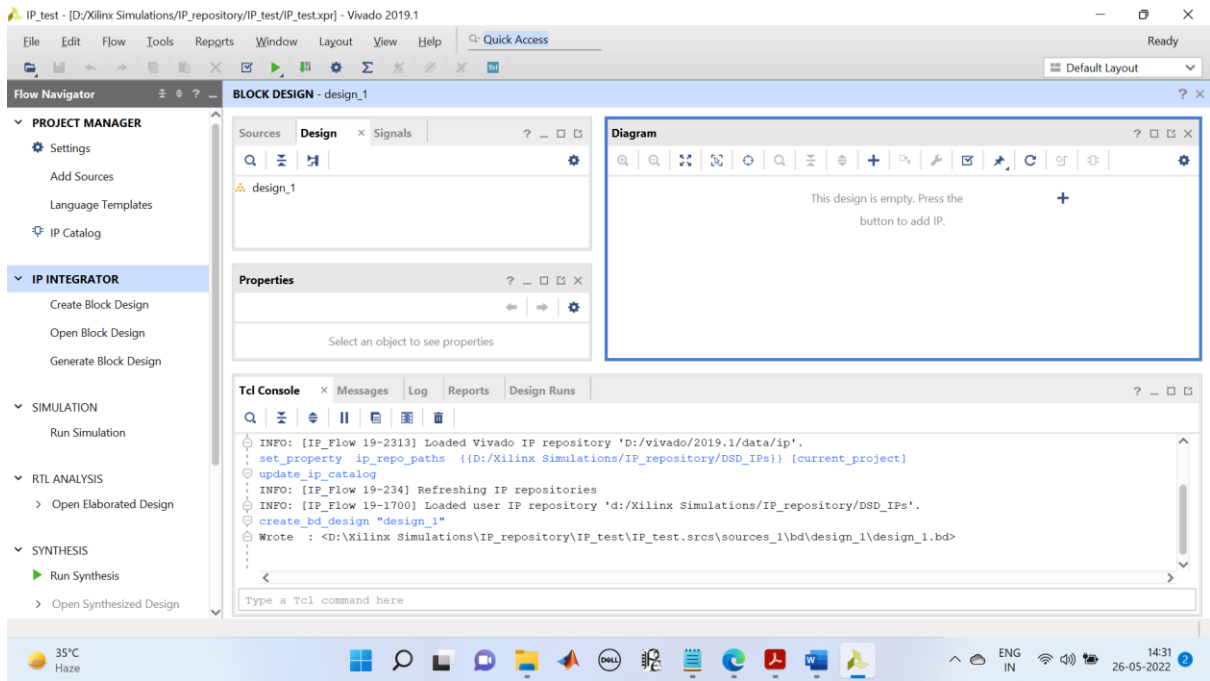 IP_test - [D:/Xilinx Simulations/IP_repository/IP_test/IP_test.xpr] - Vivado 2019.1
File Edit Flow Tools Reports Window Layout View Help Quick Access Ready
Default Layout
Flow Navigator
PROJECT MANAGER
Settings
Add Sources
Language Templates
IP Catalog
IP INTEGRATOR
Create Block Design
Open Block Design
Generate Block Design
SIMULATION
Run Simulation
RTL ANALYSIS
Open Elaborated Design
SYNTHESIS
Run Synthesis
Open Synthesized Design
BLOCK DESIGN - design_1
Sources Design Signals
design_1
Properties
Select an object to see properties
Diagram
This design is empty. Press the
button to add IP.
Tcl Console Messages Log Reports Design Runs
INFO: [IP_Flow 19-2313] Loaded Vivado IP repository 'D:/vivado/2019.1/data/ip'.
set_property ip_repo_paths {{D:/Xilinx Simulations/IP_repository/DSD_IPs}} [current_project]
update_ip_catalog
INFO: [IP_Flow 19-234] Refreshing IP repositories
INFO: [IP_Flow 19-1700] Loaded user IP repository 'd:/Xilinx Simulations/IP_repository/DSD_IPs'.
create_bd_design "design_1"
Wrote : <D:\Xilinx Simulations\IP_repository\IP_test\IP_test.srcs\sources_1\bd\design_1\design_1.bd>
Type a Tcl command here
35°C
Haze
DELL
ENG
IN
14:31
26-05-2022
2